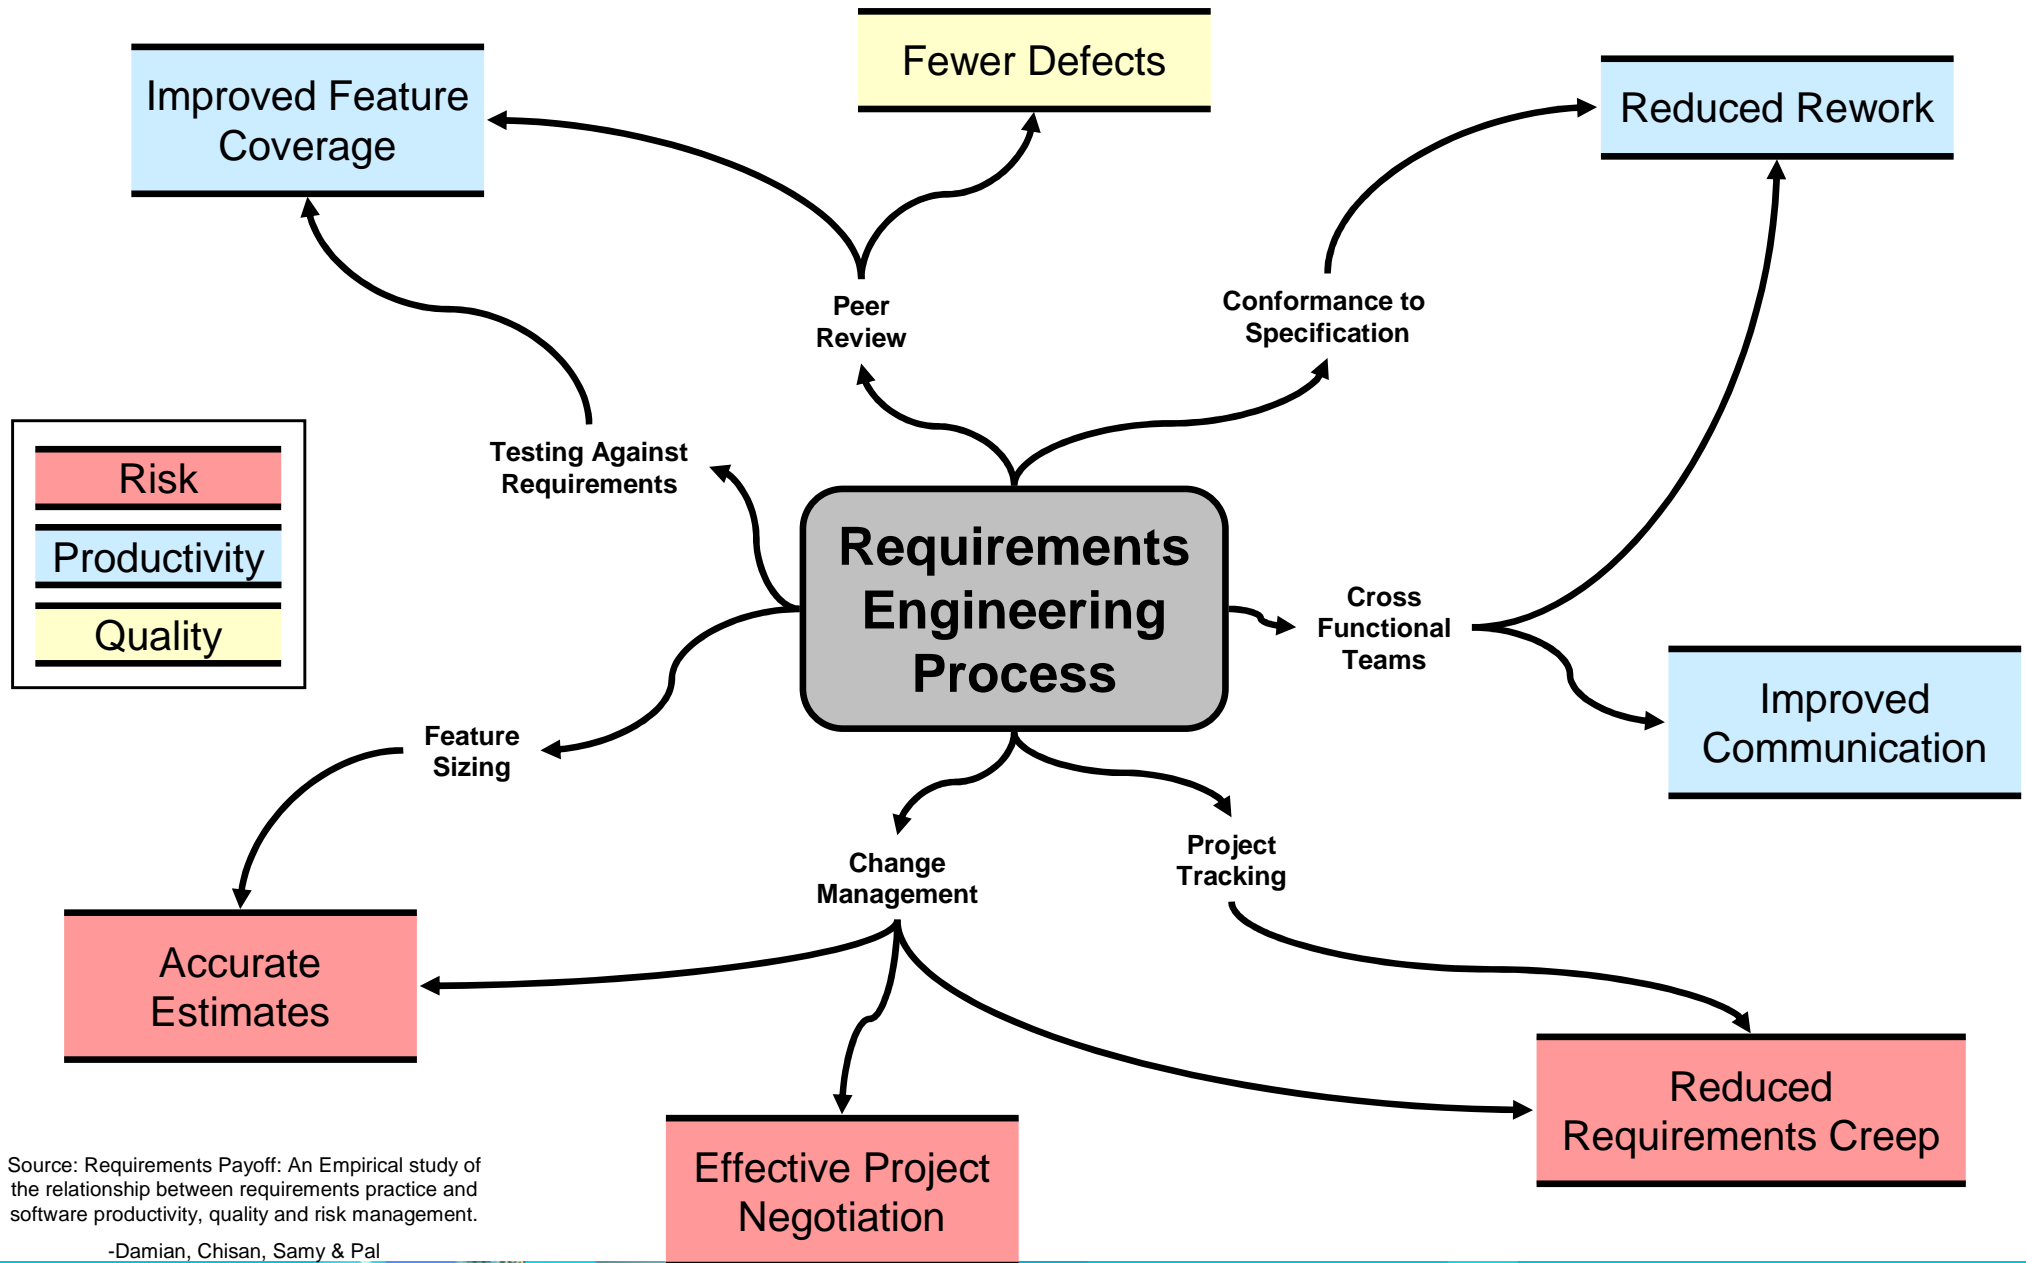 Fewer Defects
Improved Feature
Coverage
Reduced Rework
Peer
Review
Conformance to
Specification
Testing Against
Requirements
Risk
Productivity
Quality
Requirements
Engineering
Process
Cross
Functional
Teams
Improved
Communication
Feature
Sizing
Change
Management
Project
Tracking
Accurate
Estimates
Reduced
Requirements Creep
Effective Project
Negotiation
Source: Requirements Payoff: An Empirical study of
the relationship between requirements practice and
software productivity, quality and risk management.
-Damian, Chisan, Samy & Pal